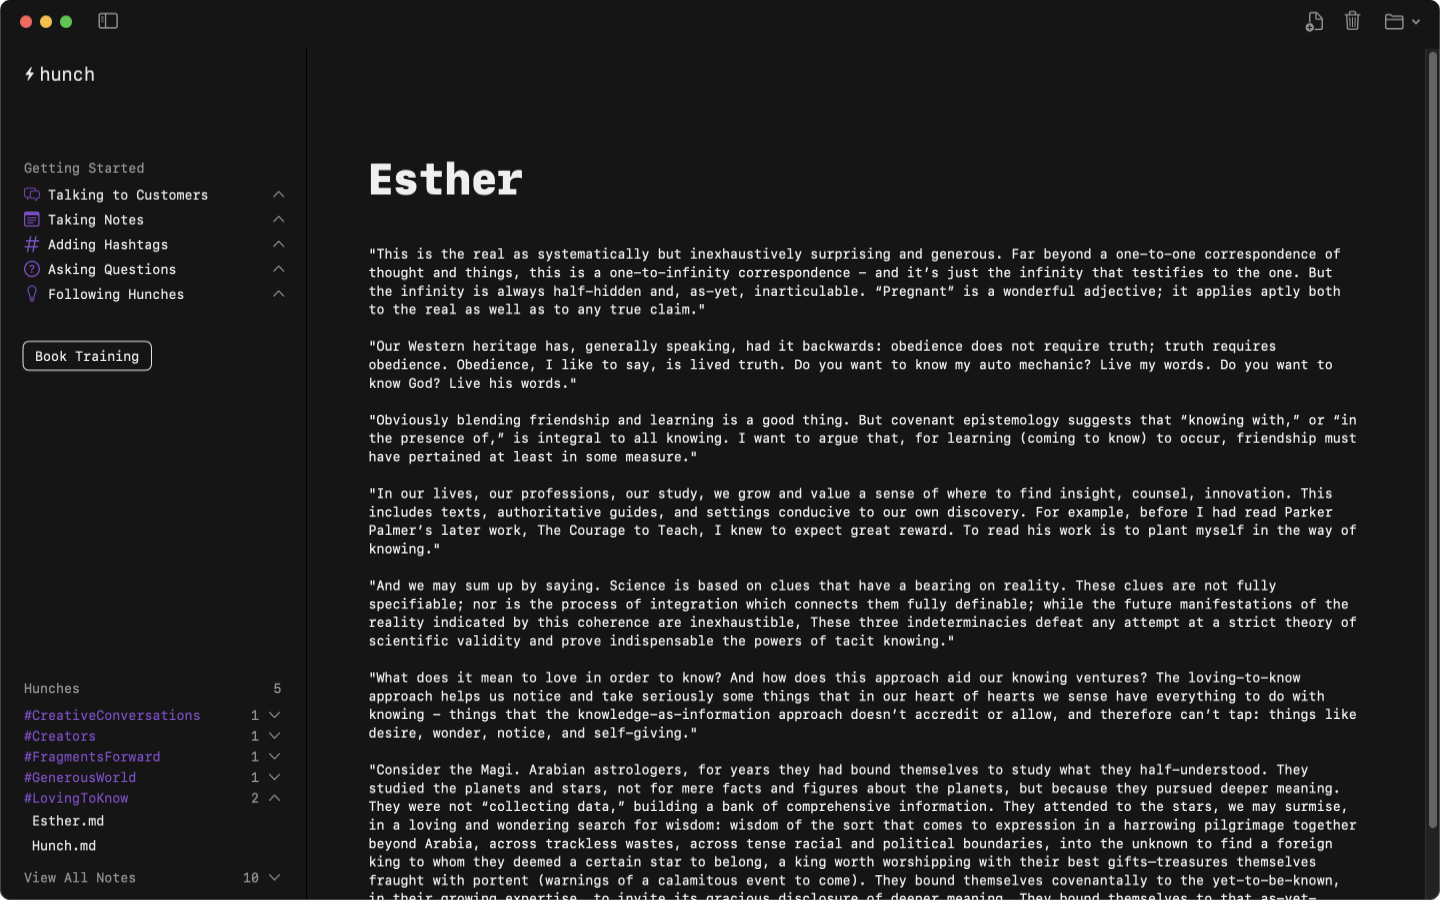 hunch
Getting Started
Talking to Customers
Taking Notes
Adding Hashtags
Asking Questions
Following Hunches
Book Training
Hunches 5
#CreativeConversations 1
#Creators 1
#FragmentsForward 1
#GenerousWorld 1
#LovingToKnow 2
Esther.md
Hunch.md
View All Notes 10
Esther
"This is the real as systematically but inexhaustively surprising and generous. Far beyond a one-to-one correspondence of
thought and things, this is a one-to-infinity correspondence – and it’s just the infinity that testifies to the one. But
the infinity is always half-hidden and, as-yet, inarticulable. “Pregnant” is a wonderful adjective; it applies aptly both
to the real as well as to any true claim."
"Our Western heritage has, generally speaking, had it backwards: obedience does not require truth; truth requires
obedience. Obedience, I like to say, is lived truth. Do you want to know my auto mechanic? Live my words. Do you want to
know God? Live his words."
"Obviously blending friendship and learning is a good thing. But covenant epistemology suggests that “knowing with,” or “in
the presence of,” is integral to all knowing. I want to argue that, for learning (coming to know) to occur, friendship must
have pertained at least in some measure."
"In our lives, our professions, our study, we grow and value a sense of where to find insight, counsel, innovation. This
includes texts, authoritative guides, and settings conducive to our own discovery. For example, before I had read Parker
Palmer’s later work, The Courage to Teach, I knew to expect great reward. To read his work is to plant myself in the way of
knowing."
"And we may sum up by saying. Science is based on clues that have a bearing on reality. These clues are not fully
specifiable; nor is the process of integration which connects them fully definable; while the future manifestations of the
reality indicated by this coherence are inexhaustible, These three indeterminacies defeat any attempt at a strict theory of
scientific validity and prove indispensable the powers of tacit knowing."
"What does it mean to love in order to know? And how does this approach aid our knowing ventures? The loving-to-know
approach helps us notice and take seriously some things that in our heart of hearts we sense have everything to do with
knowing – things that the knowledge-as-information approach doesn’t accredit or allow, and therefore can’t tap: things like
desire, wonder, notice, and self-giving."
"Consider the Magi. Arabian astrologers, for years they had bound themselves to study what they half-understood. They
studied the planets and stars, not for mere facts and figures about the planets, but because they pursued deeper meaning.
They were not “collecting data,” building a bank of comprehensive information. They attended to the stars, we may surmise,
in a loving and wondering search for wisdom: wisdom of the sort that comes to expression in a harrowing pilgrimage together
beyond Arabia, across trackless wastes, across tense racial and political boundaries, into the unknown to find a foreign
king to whom they deemed a certain star to belong, a king worth worshipping with their best gifts—treasures themselves
fraught with portent (warnings of a calamitous event to come). They bound themselves covenantally to the yet-to-be-known,
in their growing expertise, to invite its gracious disclosure of deeper meaning. They bound themselves to that as-yet-